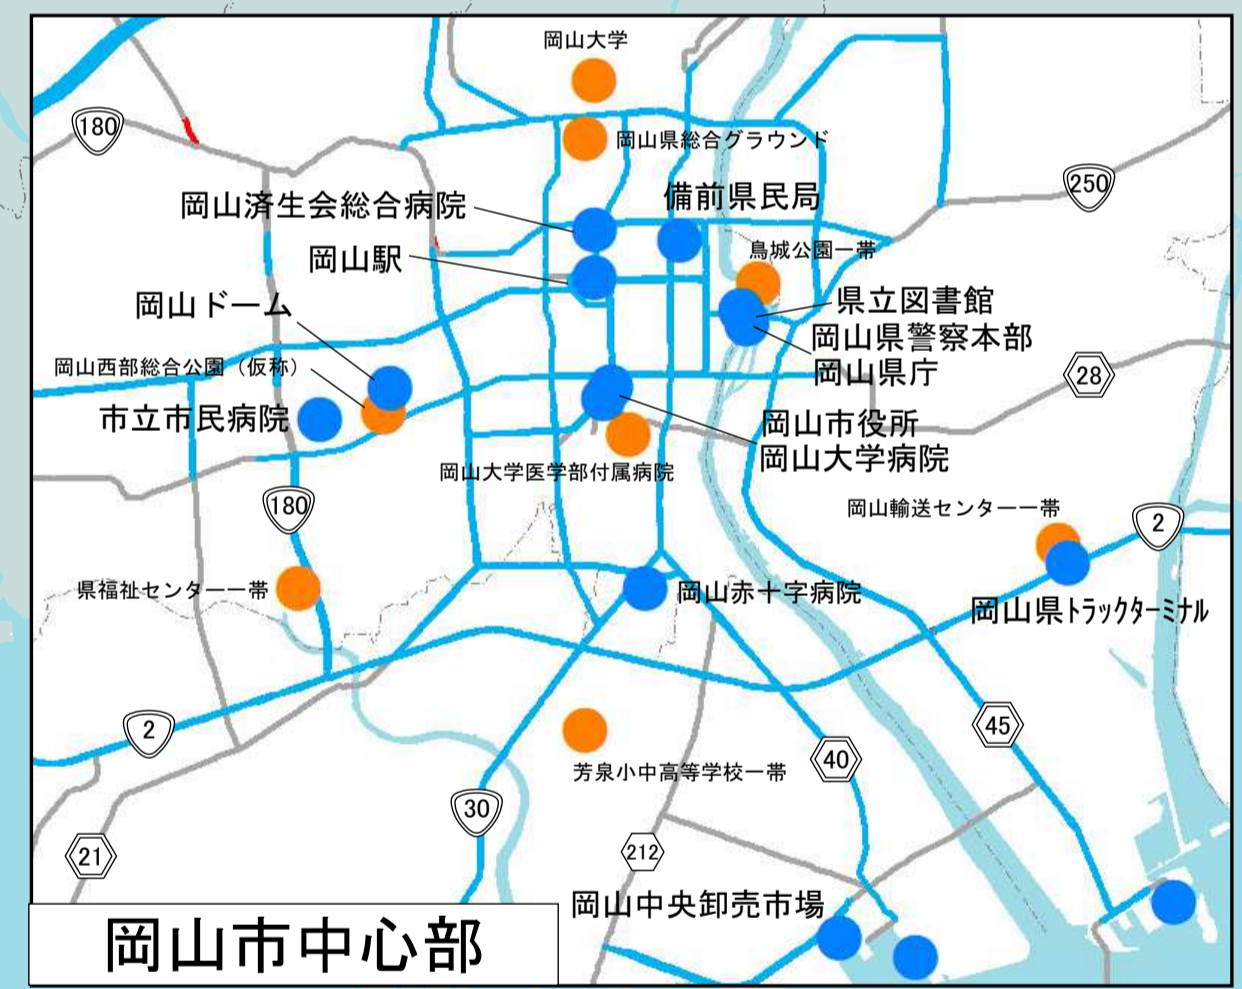 岡山大学
180
岡山県総合グラウンド
250
岡山済生会総合病院
備前県民局
岡山駅
烏城公園一帯
岡山ドーム
県立図書館
岡山県警察本部
岡山西部総合公園（仮称）
岡山県庁
28
市立市民病院
岡山市役所
岡山大学病院
岡山大学医学部付属病院
180
岡山輸送センター一帯
2
県福祉センター一帯
岡山赤十字病院
岡山県ﾄﾗｯｸﾀｰﾐﾅﾙ
2
45
40
芳泉小中高等学校一帯
30
21
212
岡山中央卸売市場
岡山市中心部